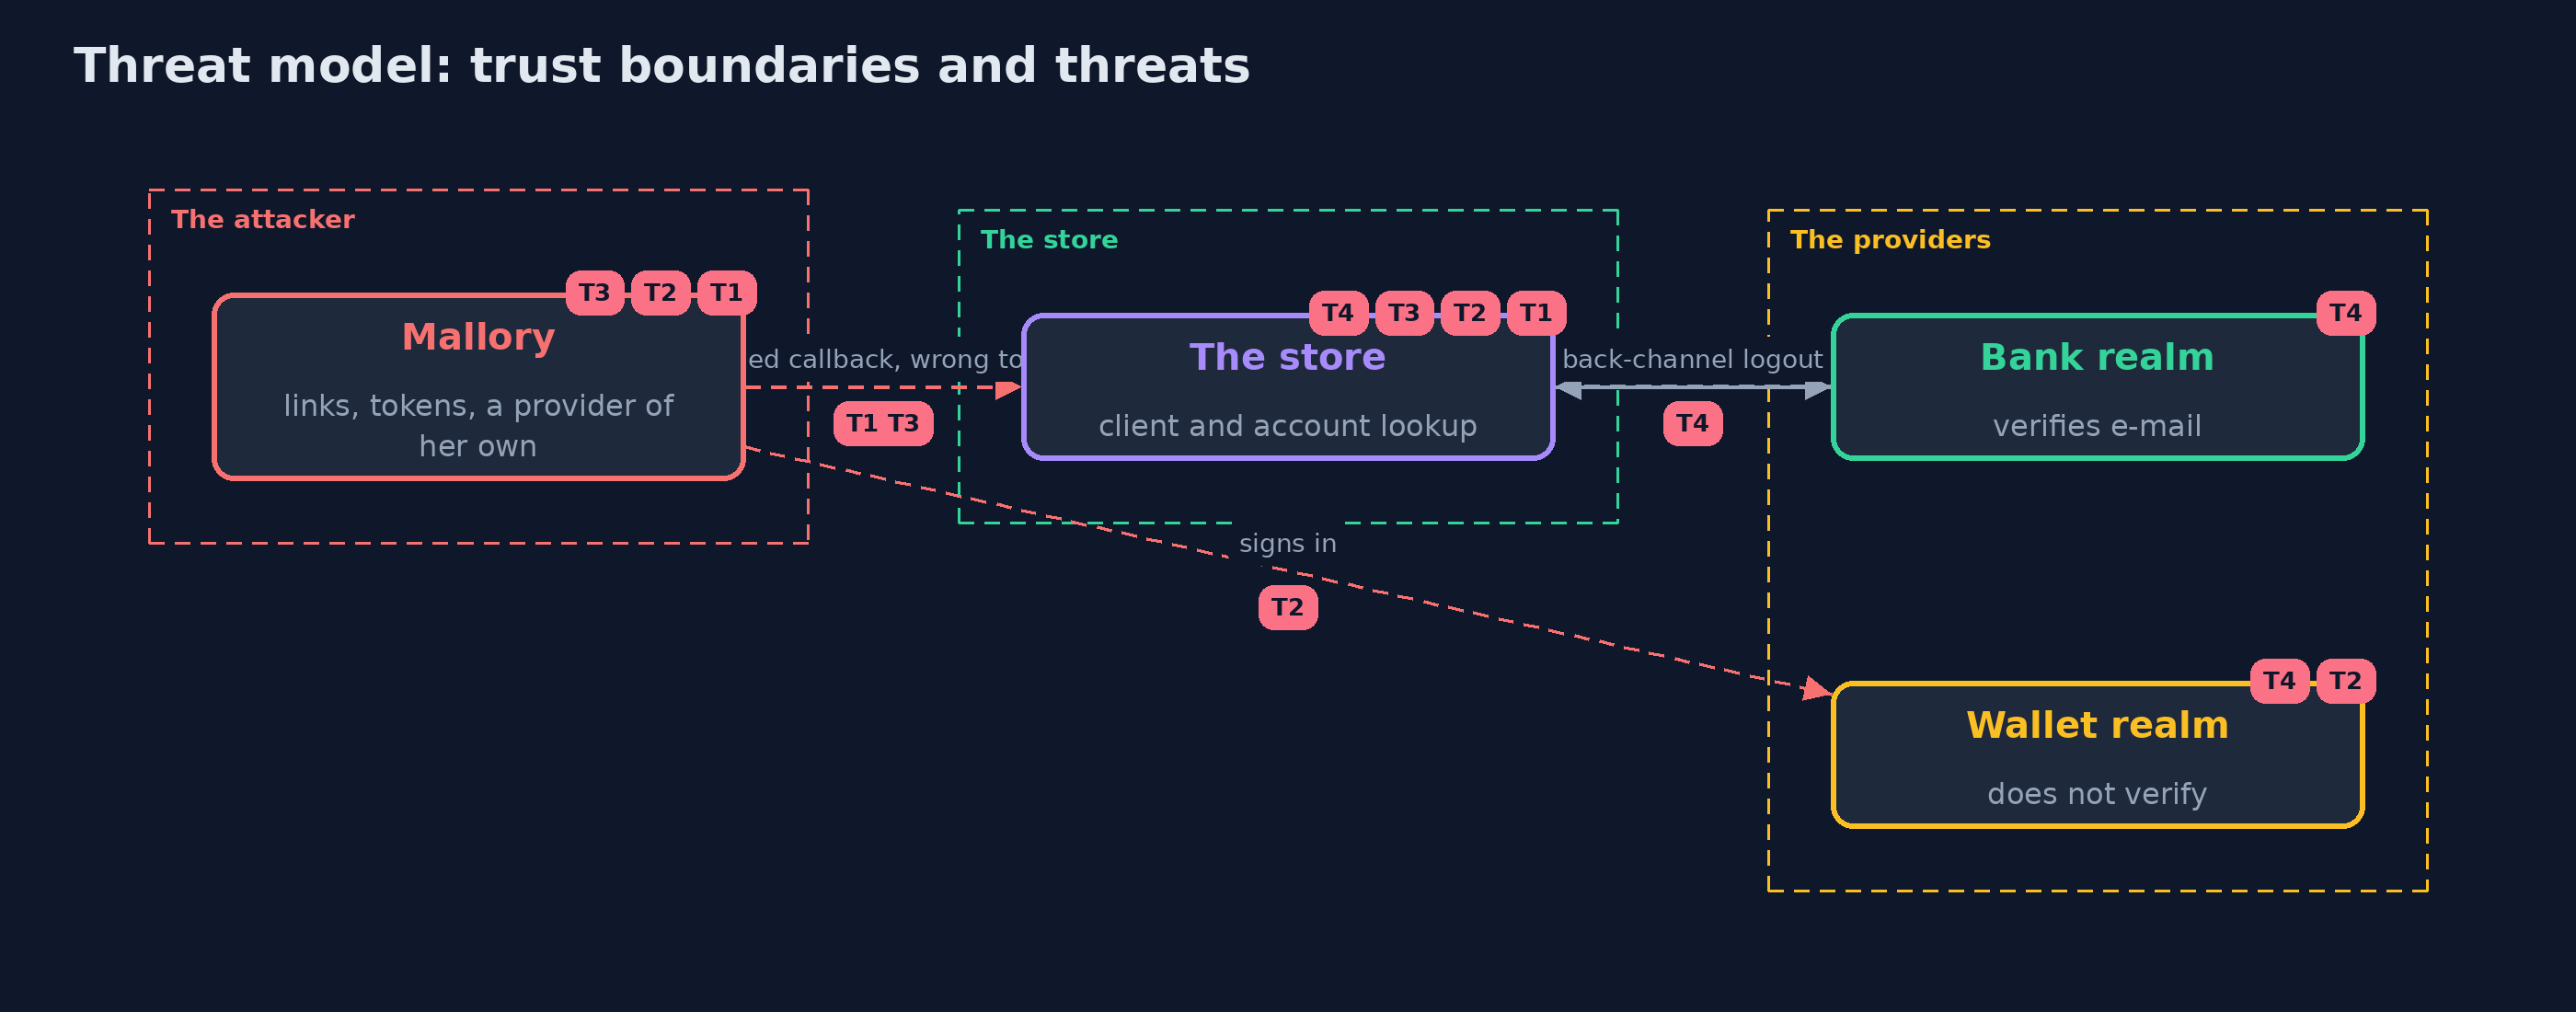 Threat model: trust boundaries and threats
The attacker
T3 T2 T1
Mallory
links, tokens, a provider of
her own
ed callback, wrong to
T1 T3
The store
T4 T3 T2 T1
The store
client and account lookup
back-channel logout
T4
signs in
T2
The providers
T4
Bank realm
verifies e-mail
T4 T2
Wallet realm
does not verify